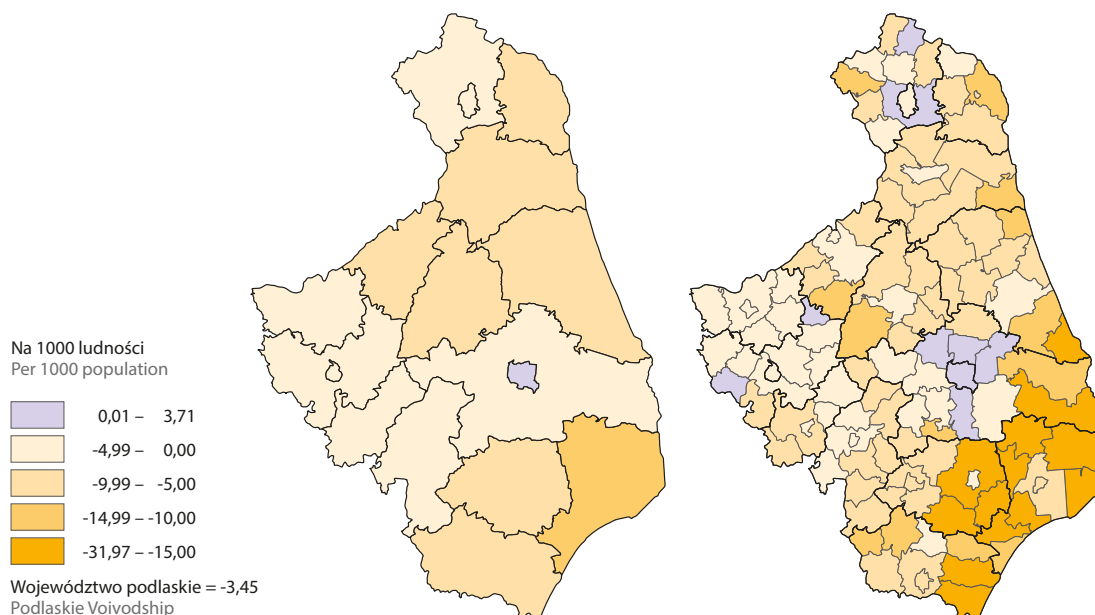 Na 1000 ludności
Per 1000 population
0,01 – 3,71
-4,99 – 0,00
-9,99 – -5,00
-14,99 – -10,00
-31,97 – -15,00
Województwo podlaskie = -3,45
Podlaskie Voivodship